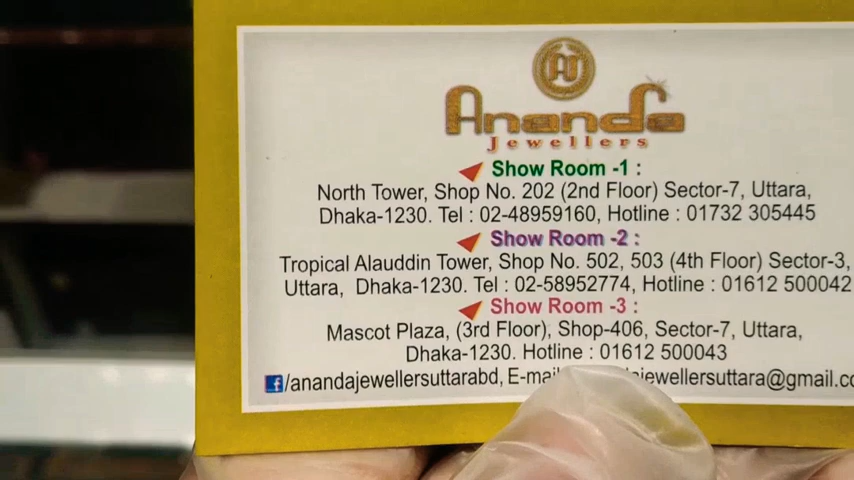 AJ
Ananda
Jewellers
Show Room -1 :
North Tower, Shop No. 202 (2nd Floor) Sector-7, Uttara,
Dhaka-1230. Tel : 02-48959160, Hotline : 01732 305445
Show Room -2 :
Tropical Alauddin Tower, Shop No. 502, 503 (4th Floor) Sector-3,
Uttara, Dhaka-1230. Tel : 02-58952774, Hotline : 01612 500042
Show Room -3 :
Mascot Plaza, (3rd Floor), Shop-406, Sector-7, Uttara,
Dhaka-1230. Hotline : 01612 500043
f/anandajewellersuttarabd,